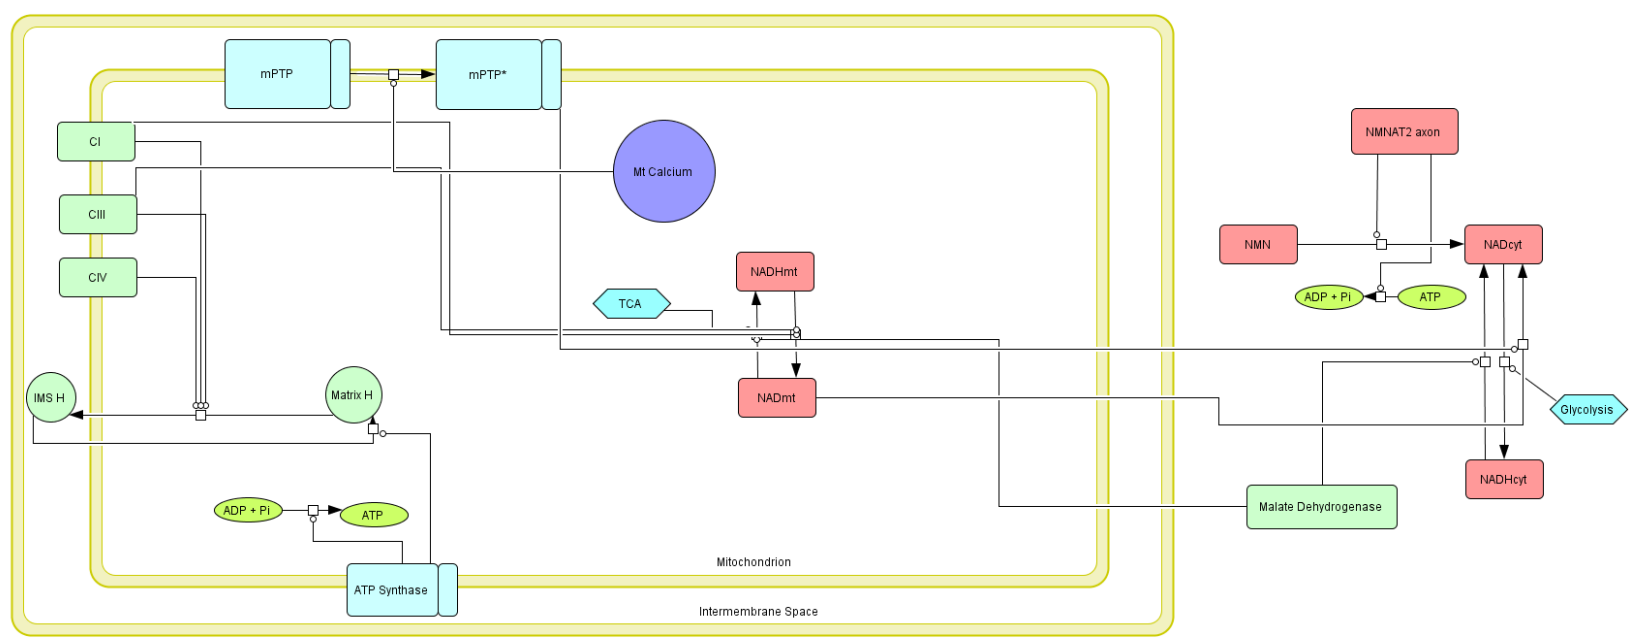 mPTP
mPTP*
CI
NMNAT2 axon
Mt Calcium
CIII
NMN
NADcyt
CIV
NADHmt
TCA
ADP + Pi
ATP
IMS H
Matrix H
NADmt
Glycolysis
NADHcyt
ADP + Pi
ATP
Malate Dehydrogenase
Mitochondrion
ATP Synthase
Intermembrane Space